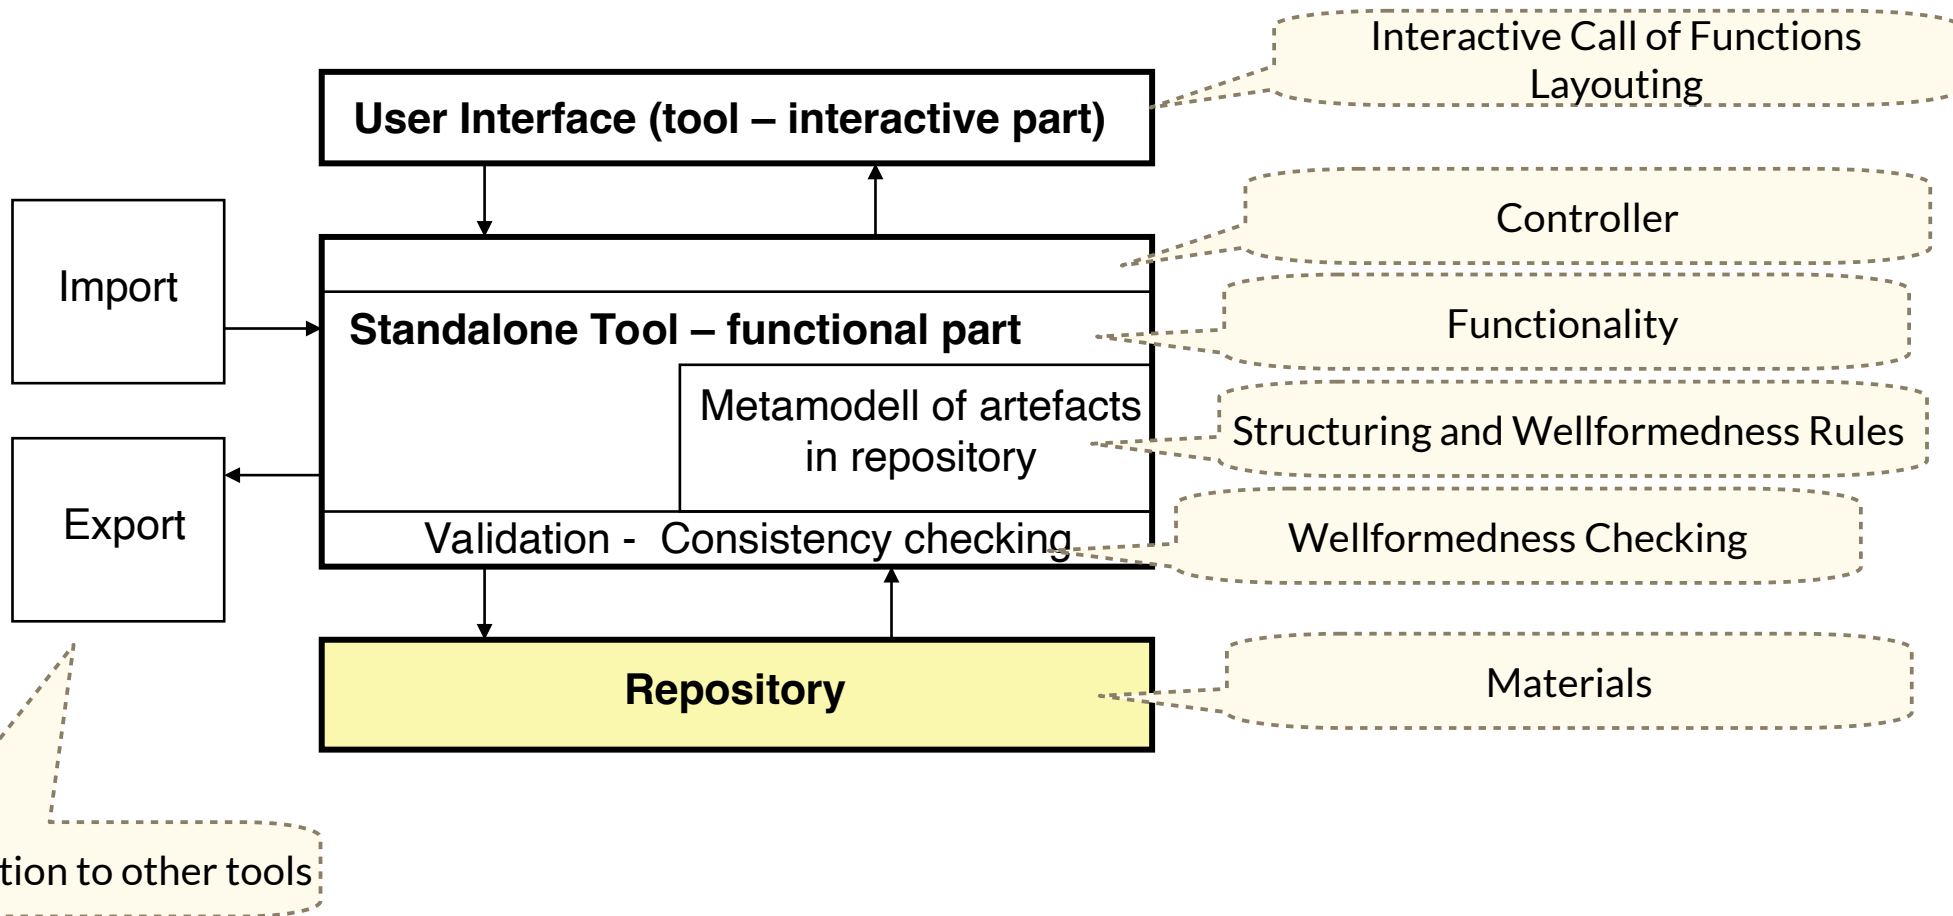 Interactive Call of Functions
Layouting
User Interface (tool – interactive part)
Controller
Import
Functionality
Standalone Tool – functional part
Metamodell of artefacts
in repository
Structuring and Wellformedness Rules
Export
Validation - Consistency checking
Wellformedness Checking
Repository
Materials
to other tools